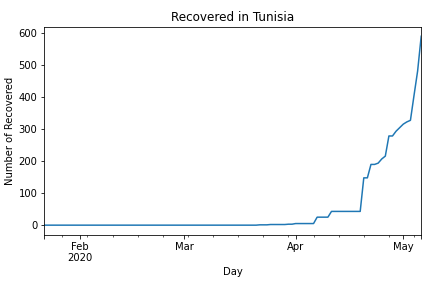 Recovered in Tunisia
Number of Recovered
600
500
400
300
200
100
0
Feb
2020
Mar
Apr
May
Day